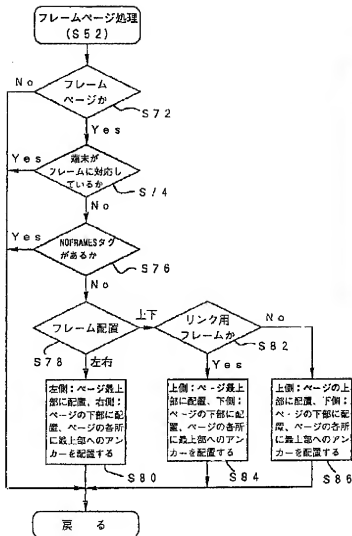 フレームページ処理
(S52)
No
フレーム
ページか
S72
Yes
Yes
端末が
フレームに対応し
ているか
S74
No
Yes
NOFRAMESタグ
があるか
S76
No
フレーム配置
上下
リンク用
フレームか
No
S78
S82
左右
Yes
左側:ページ最上
部に配置、右側:
ページの下部に配
置、ページの各所
に最上部へのアン
カーを配置する
上側:ページ最上
部に配置、下側:
ページの下部に配
置、ページの各所
に最上部へのアン
カーを配置する
上側:ページの上
部に配置、下側:
ページの下部に配
置、ページの各所
に最上部へのアン
カーを配置する
S80
S84
S86
戻る